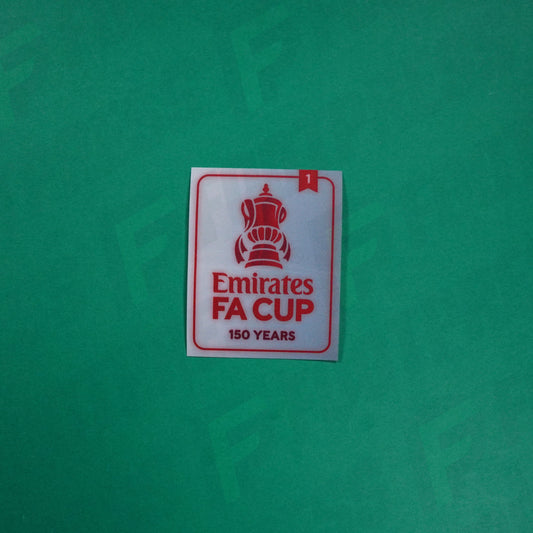 1
Emirates
FA CUP
150 YEARS